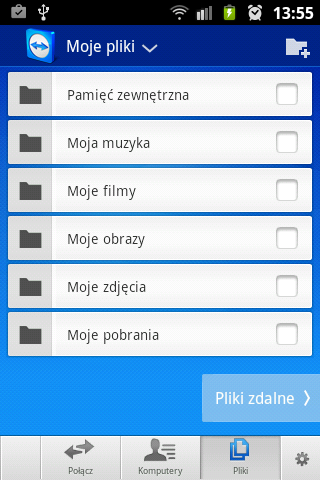 13:55
Moje pliki
Pamięć zewnętrzna
Moja muzyka
Moje filmy
Moje obrazy
Moje zdjęcia
Moje pobrania
Pliki zdalne
Połącz
Komputery
Pliki